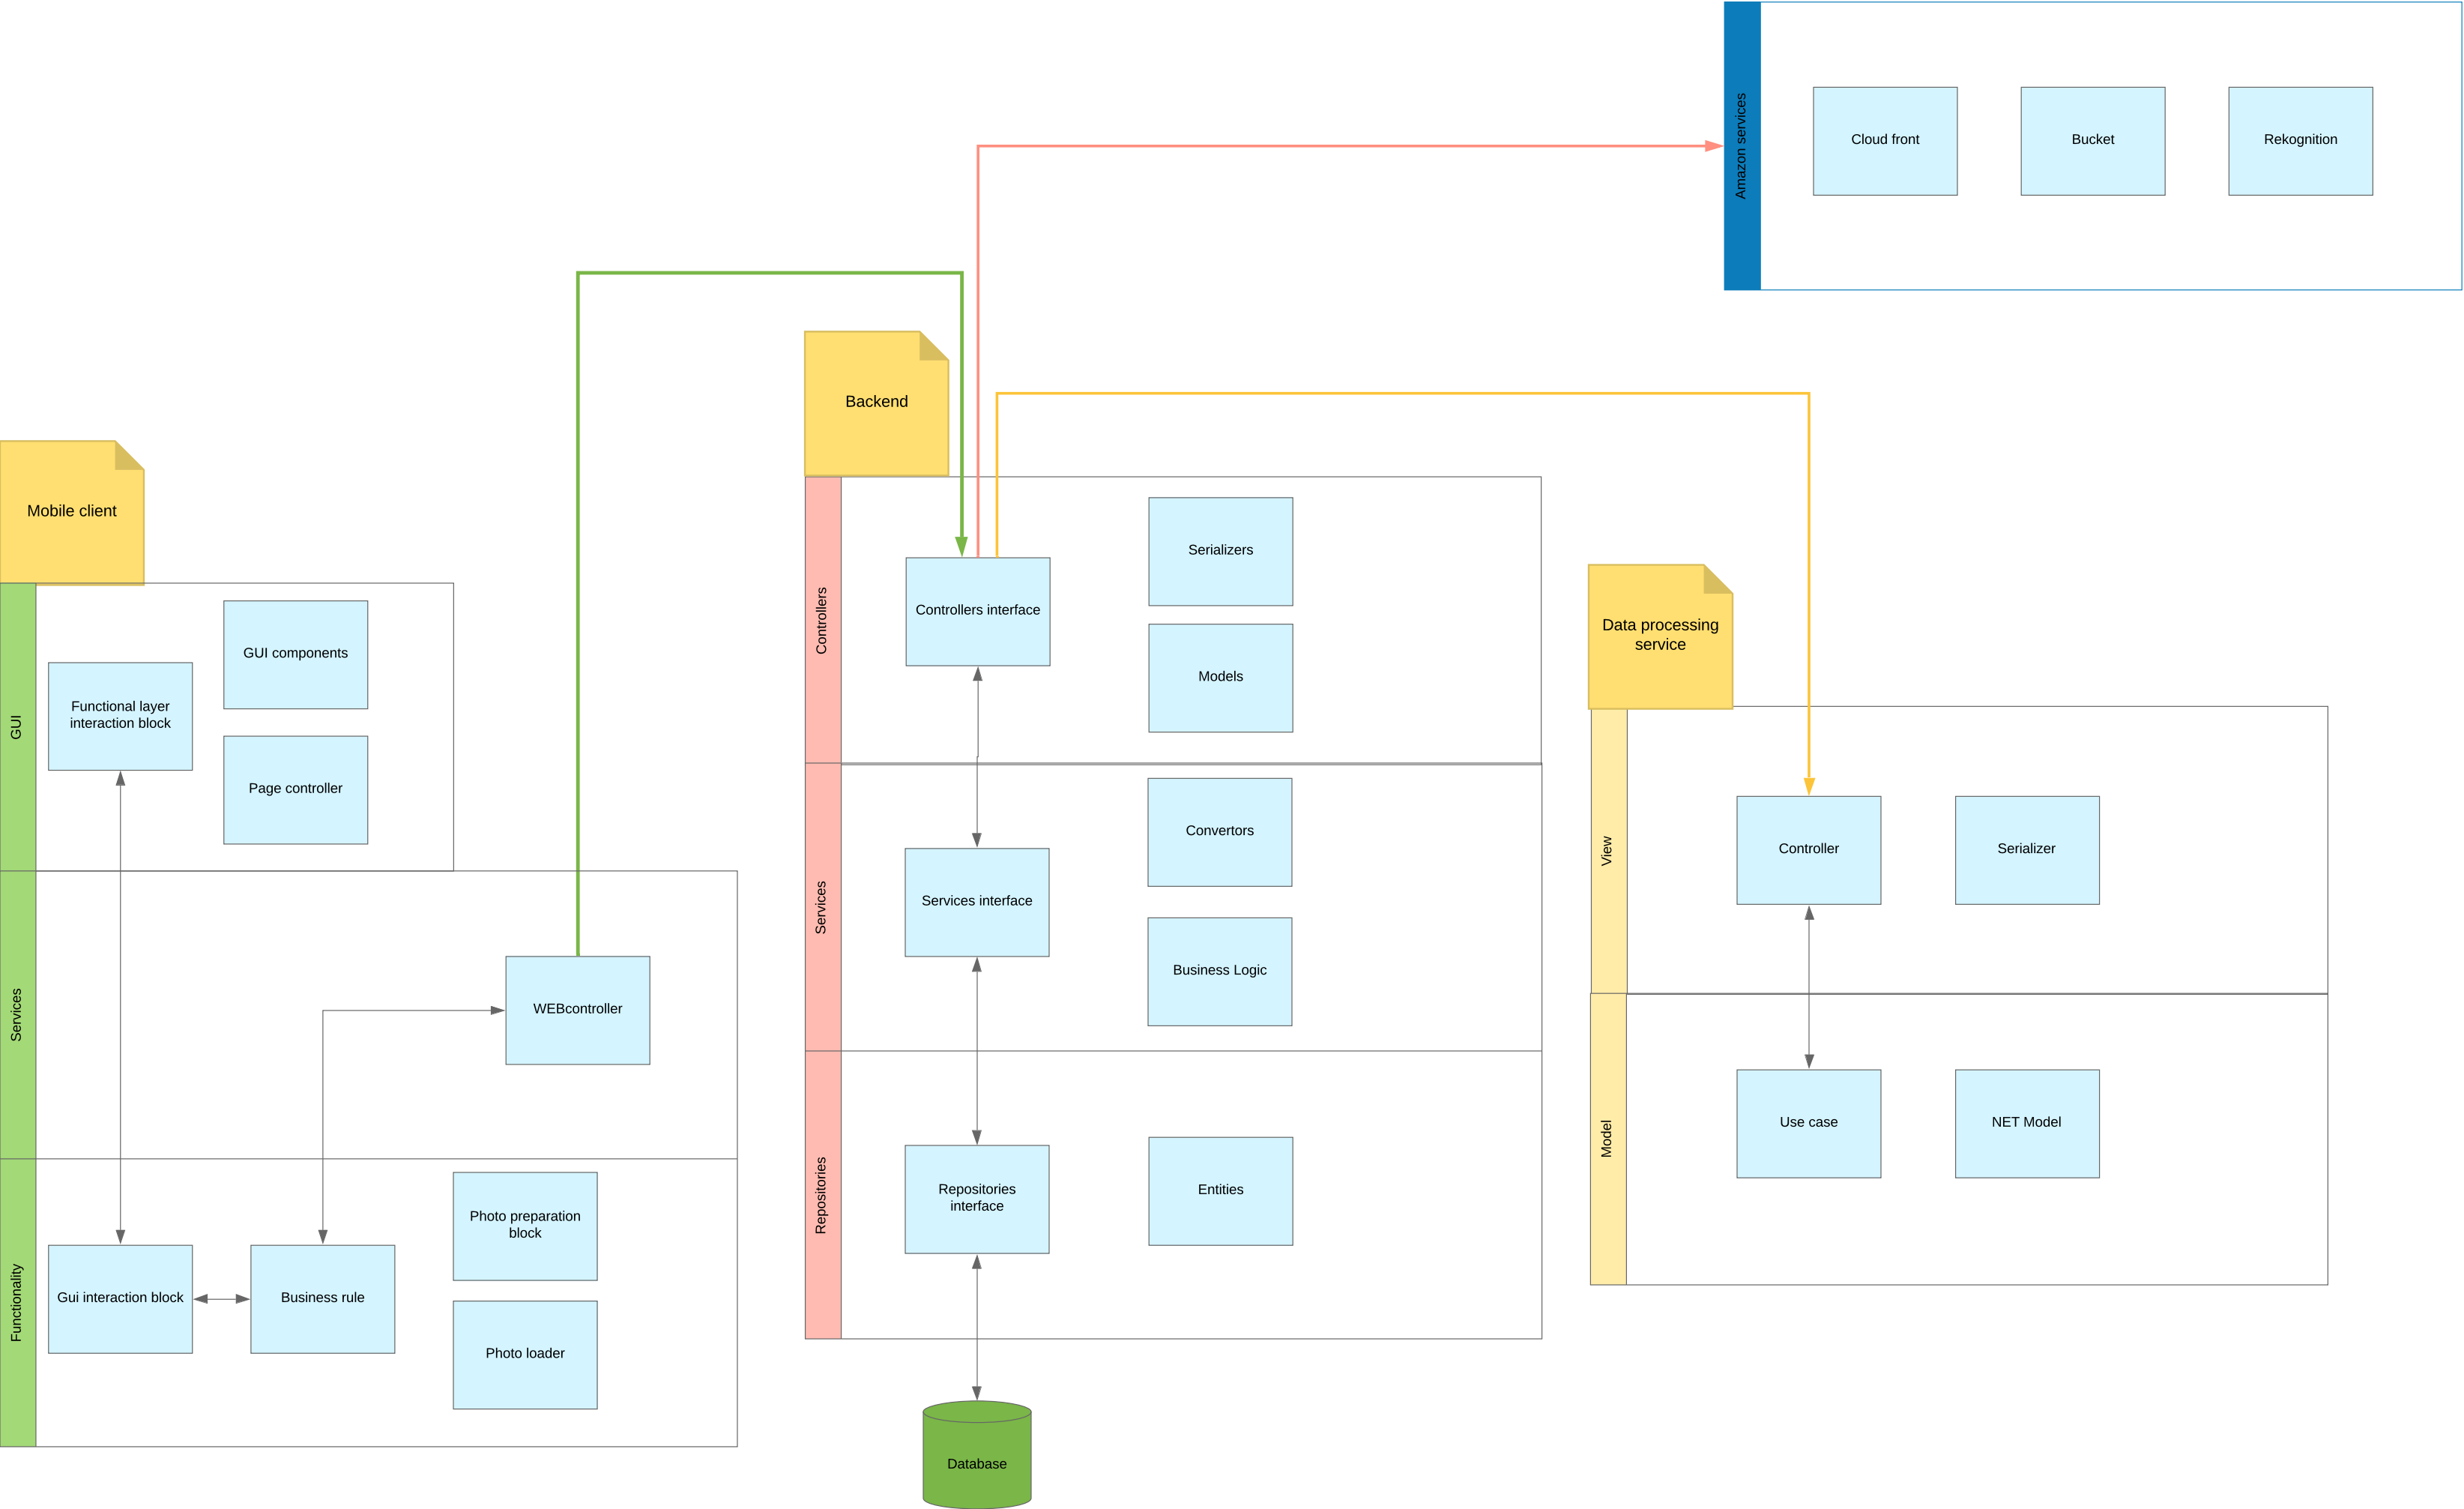 Amazon services
Cloud front
Bucket
Rekognition
Mobile client
GUI
Functional layer
interaction block
GUI components
Page controller
Services
WEBcontroller
Functionality
Gui interaction block
Business rule
Photo preparation
block
Photo loader
Backend
Controllers
Controllers interface
Serializers
Models
Services
Services interface
Convertors
Business Logic
Repositories
Repositories
interface
Entities
Database
Data processing
service
View
Controller
Serializer
Model
Use case
NET Model